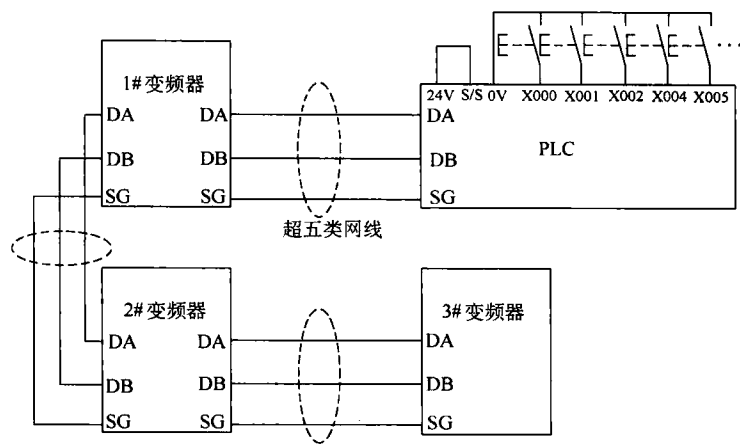 1#变频器
DA DA
DB DB
SG SG
超五类网线
24V S/S 0V X000 X001 X002 X004 X005
E E E E E ···
DA
DB PLC
SG
2#变频器
DA DA
DB DB
SG SG
3#变频器
DA
DB
SG